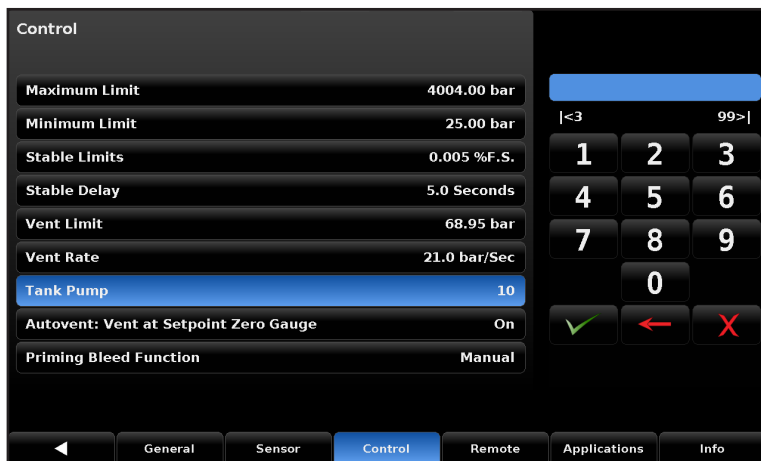 Control
Maximum Limit 4004.00 bar
Minimum Limit 25.00 bar
Stable Limits 0.005 %F.S.
Stable Delay 5.0 Seconds
Vent Limit 68.95 bar
Vent Rate 21.0 bar/Sec
Tank Pump 10
Autovent: Vent at Setpoint Zero Gauge On
Priming Bleed Function Manual
|<3 99>|
1 2 3
4 5 6
7 8 9
0
General Sensor Control Remote Applications Info